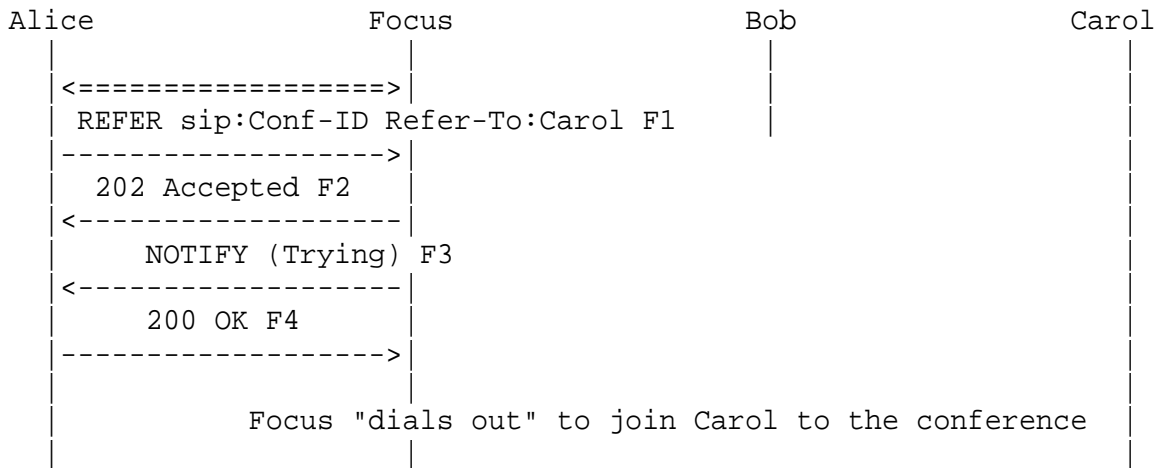 Alice Focus Bob Carol
<==================>
REFER sip:Conf-ID Refer-To:Carol F1
------------------->
202 Accepted F2
<-------------------
NOTIFY (Trying) F3
<-------------------
200 OK F4
------------------->
Focus "dials out" to join Carol to the conference